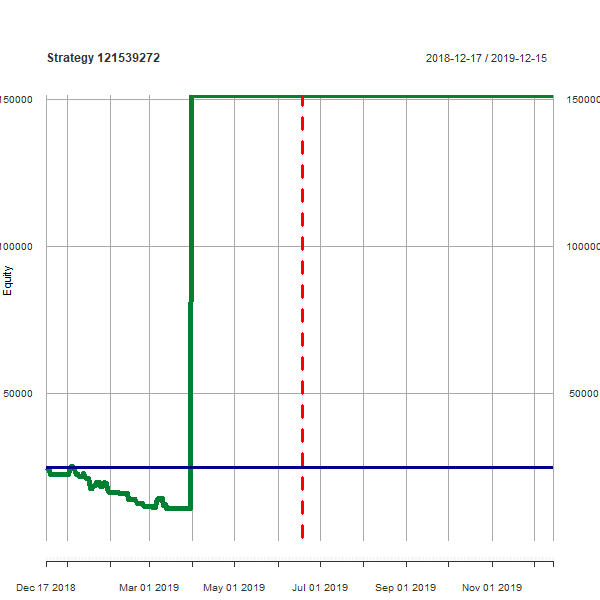 Strategy 121539272
2018-12-17 / 2019-12-15
150000 150000
100000 100000
Equity
50000 50000
Dec 17 2018 Mar 01 2019 May 01 2019 Jul 01 2019 Sep 01 2019 Nov 01 2019